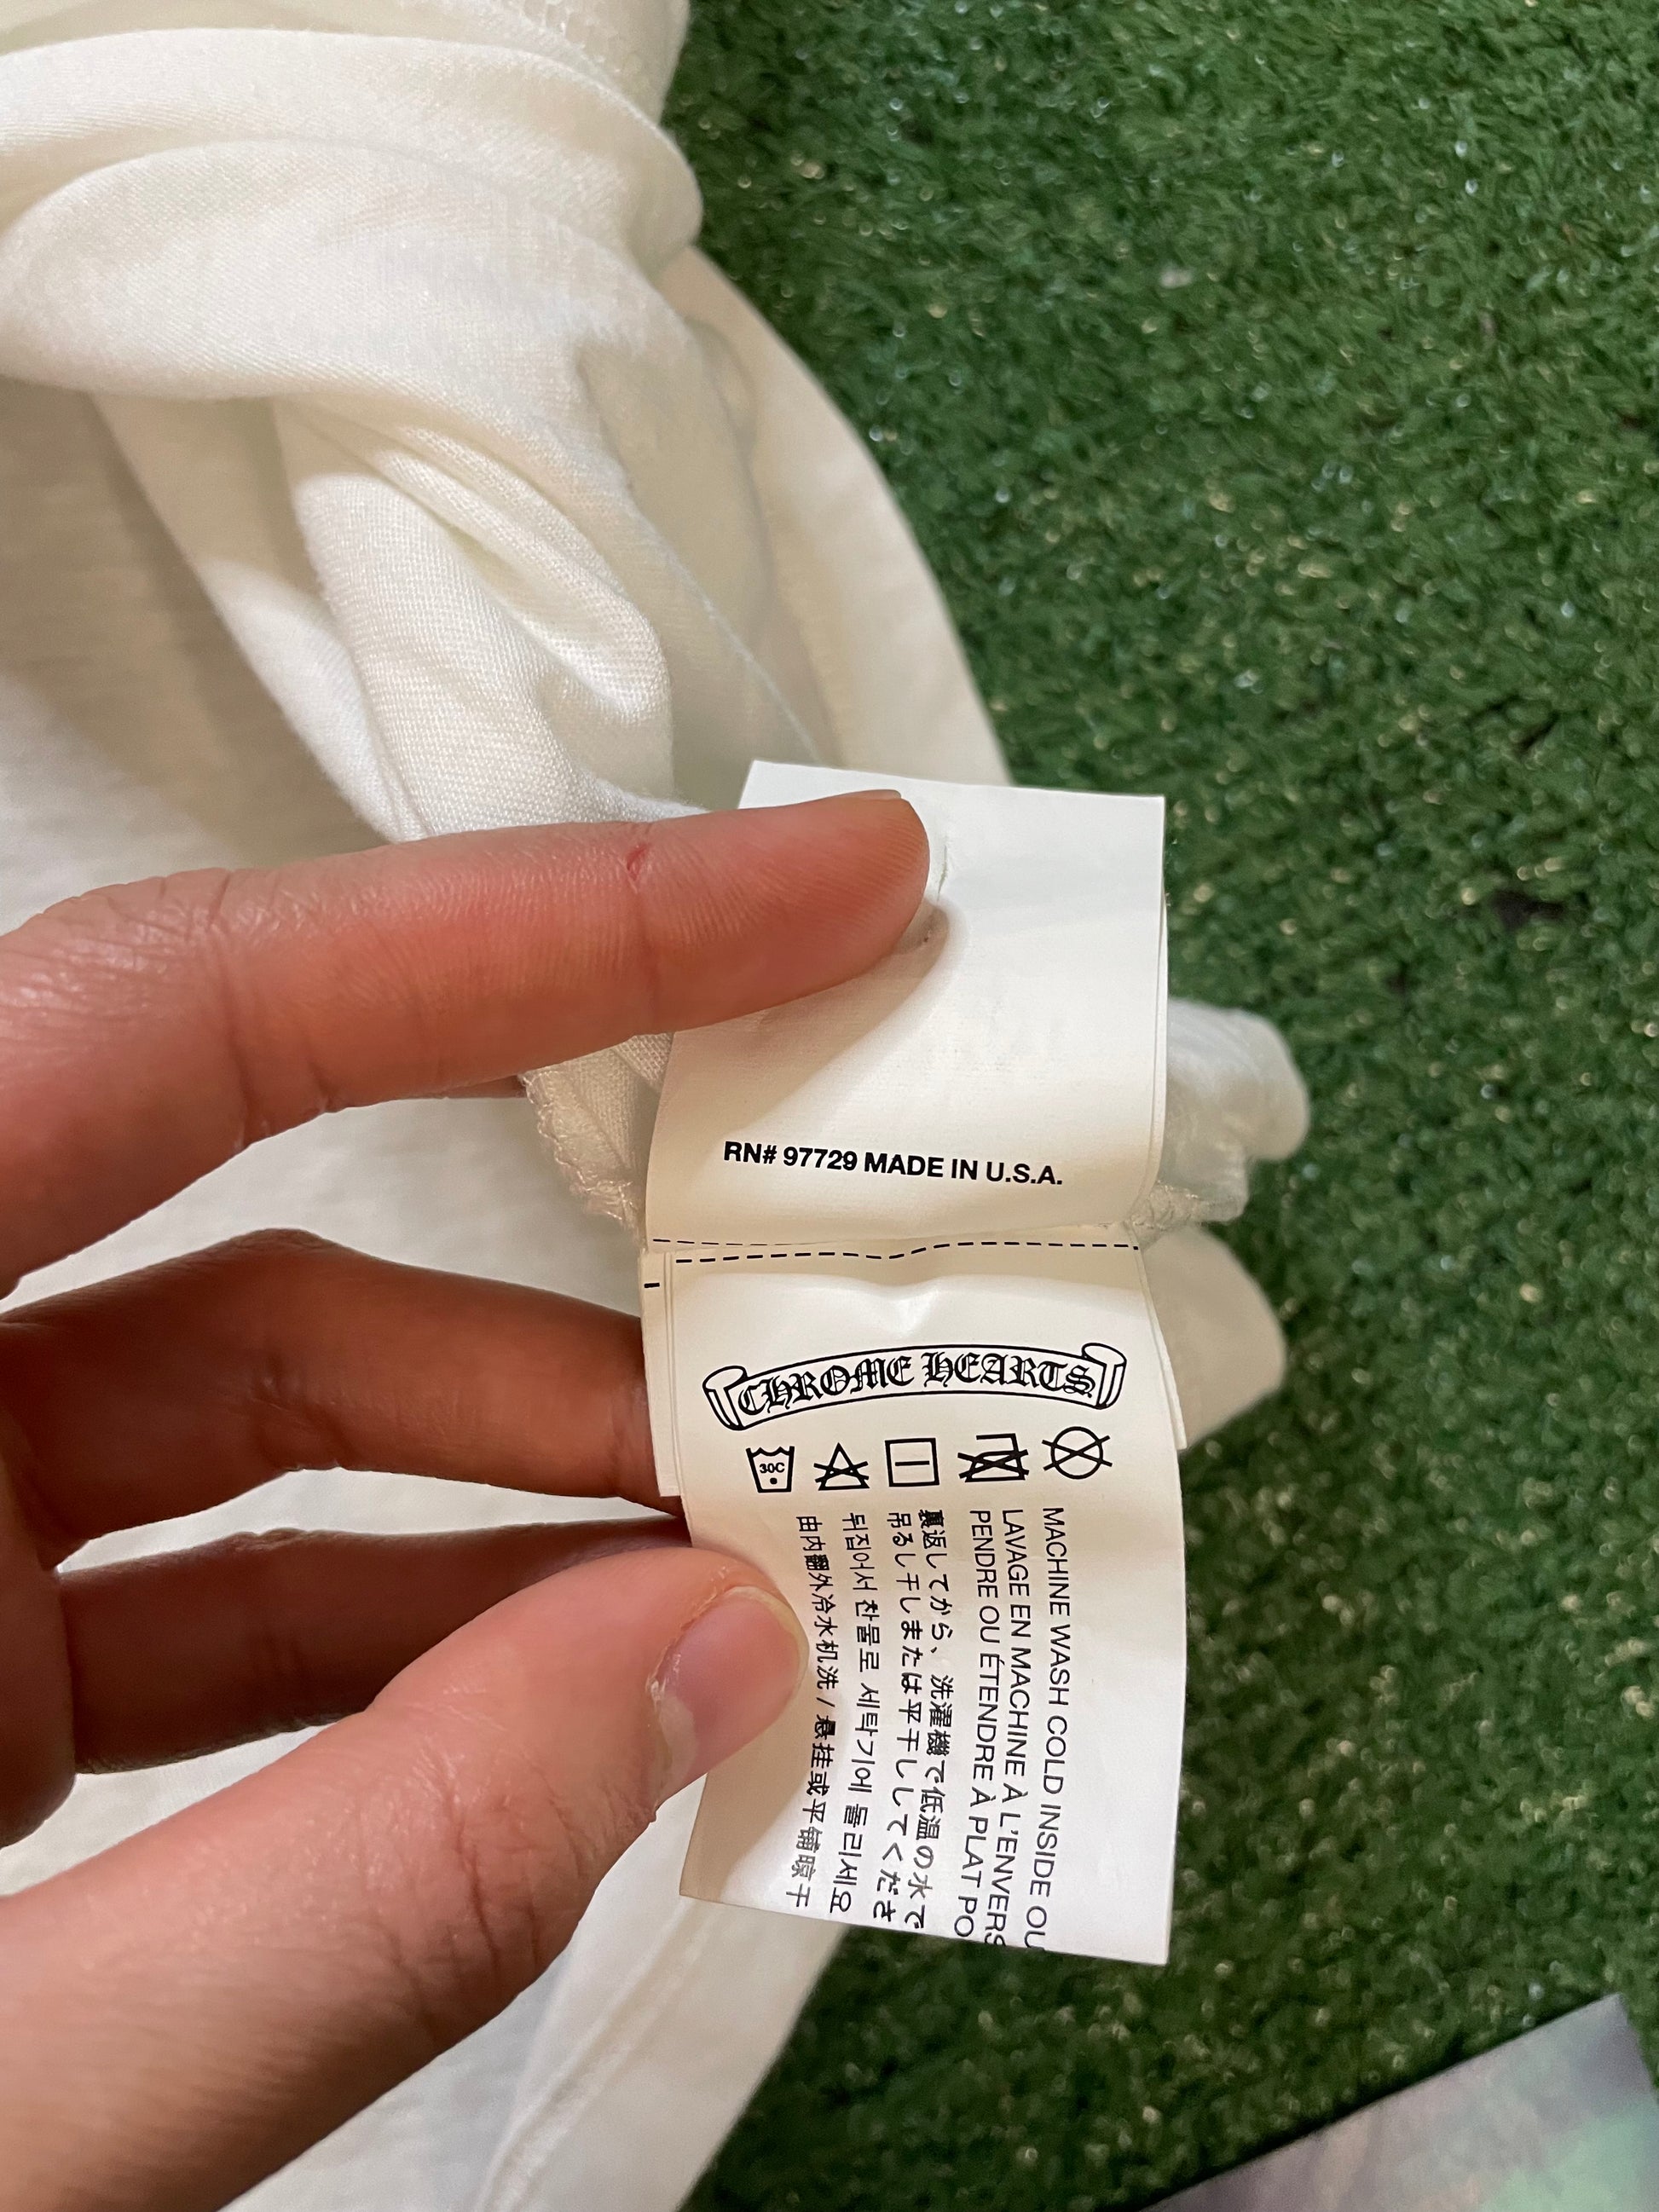 RN# 97729 MADE IN U.S.A.
CHROME HEARTS
30C
MACHINE WASH COLD INSIDE OU
LAVAGE EN MACHINE À L'ENVERS
PENDRE OU ÉTENDRE À PLAT PO
裏返してから、洗濯機で低温の水で
吊るし干しまたは平干ししてくださ
뒤집어서 찬물로 세탁기에 돌리세요
由内翻外冷水机洗 / 悬挂或平铺晾干